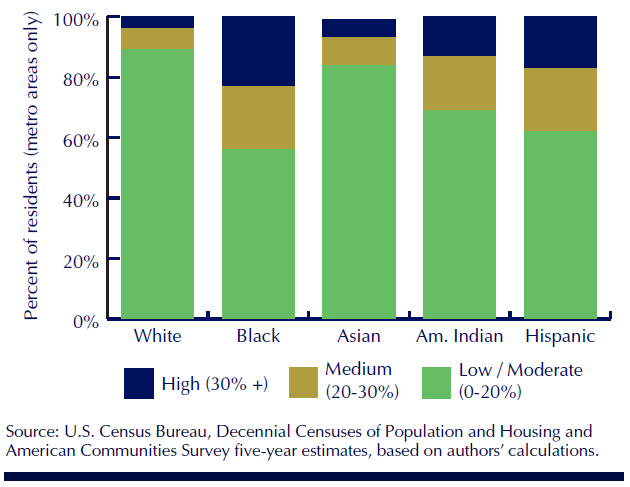 Percent of residents (metro areas only)
100%
80%
60%
40%
20%
0%
White
Black
Asian
Am. Indian
Hispanic
High (30% +)
Medium
(20-30%)
Low / Moderate
(0-20%)
Source: U.S. Census Bureau, Decennial Censuses of Population and Housing and
American Communities Survey five-year estimates, based on authors’ calculations.